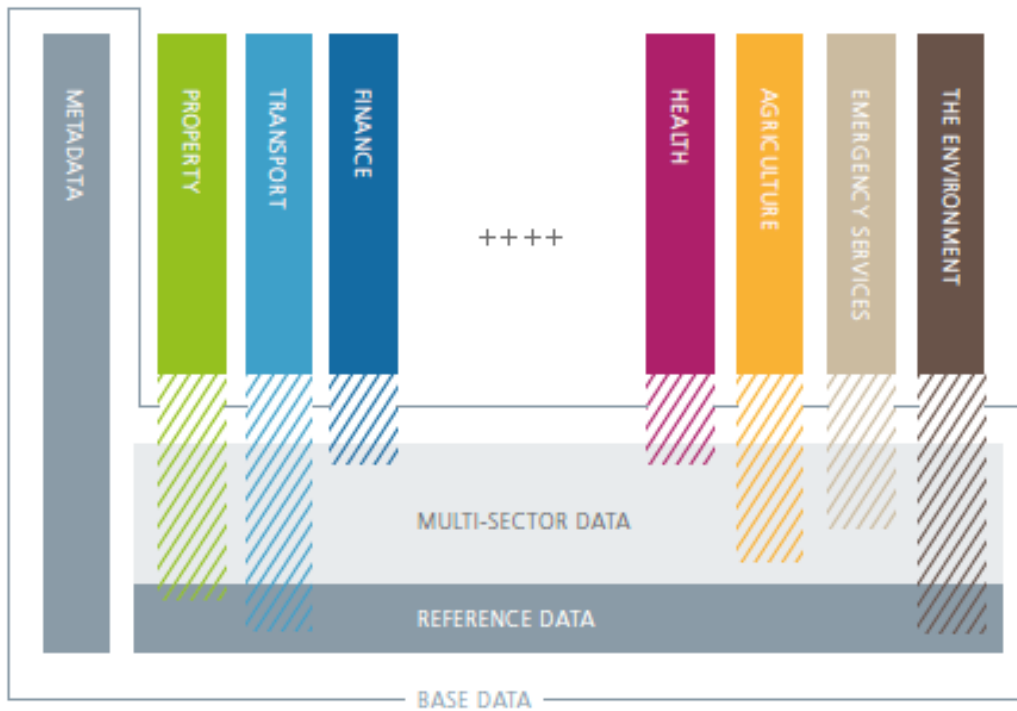 METADATA
PROPERTY
TRANSPORT
FINANCE
++++
HEALTH
AGRICULTURE
EMERGENCY SERVICES
THE ENVIRONMENT
MULTI-SECTOR DATA
REFERENCE DATA
BASE DATA